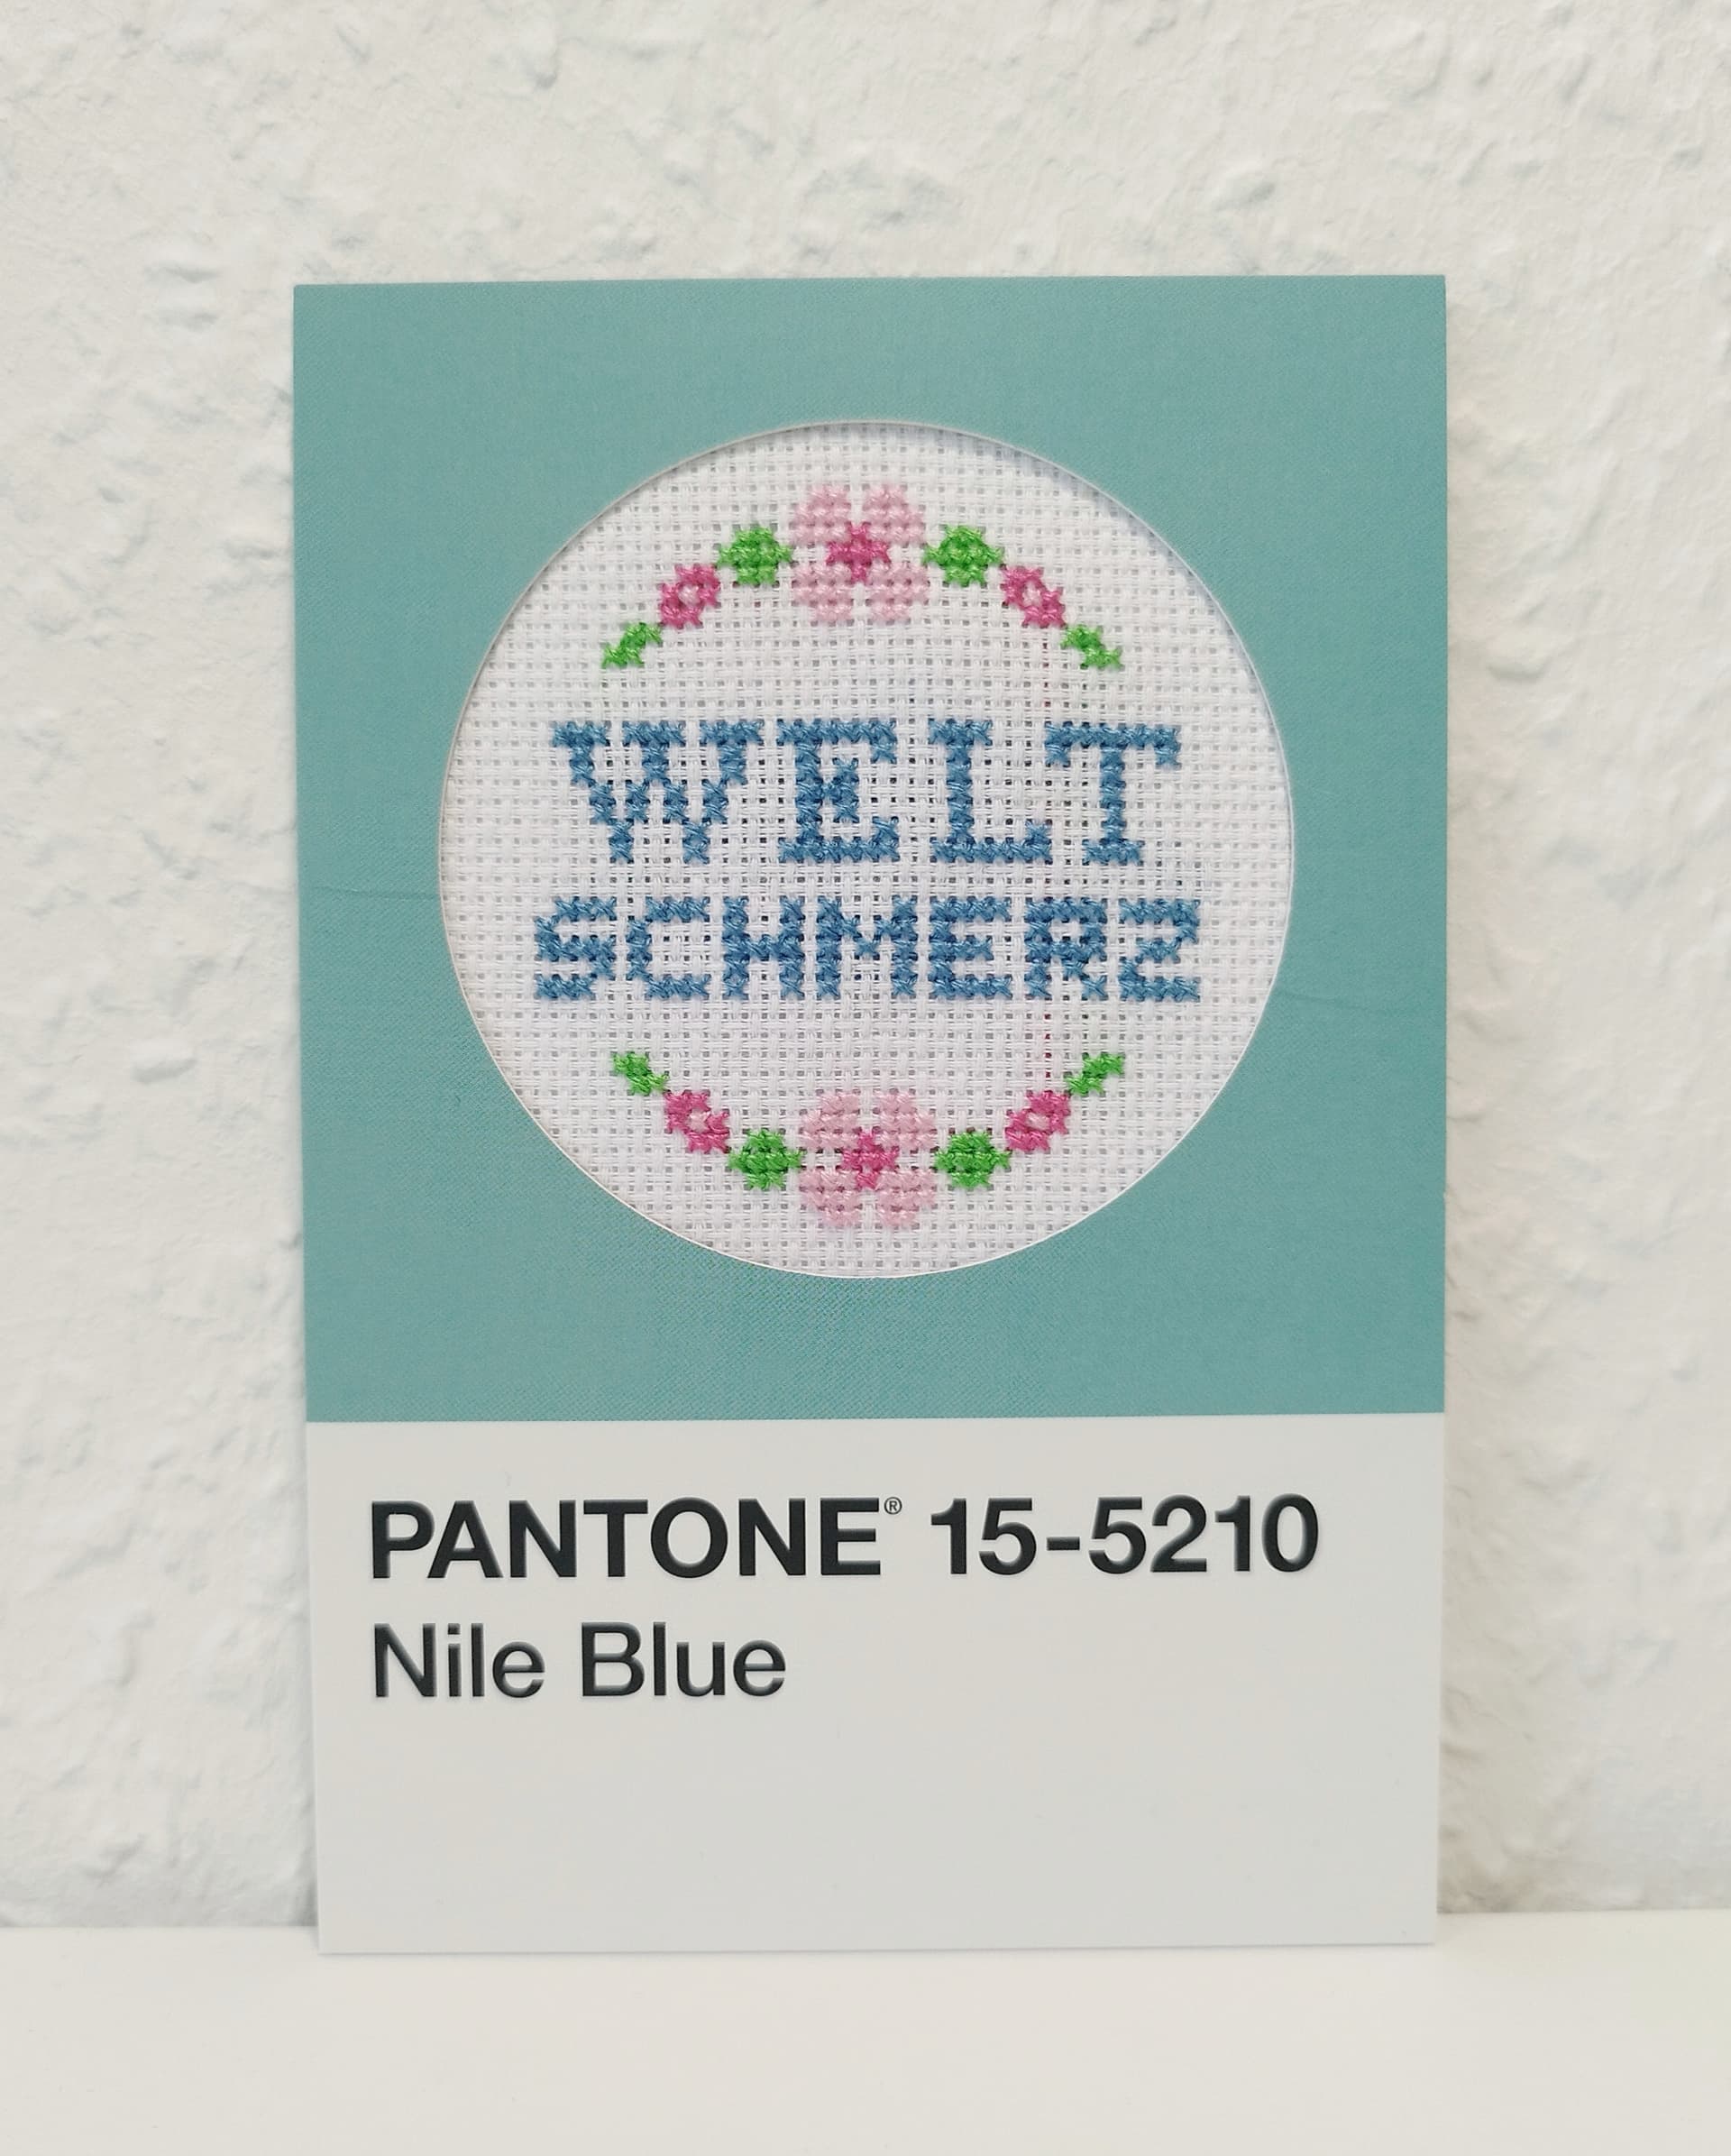 WELT
SCHMERZ
PANTONE® 15-5210
Nile Blue